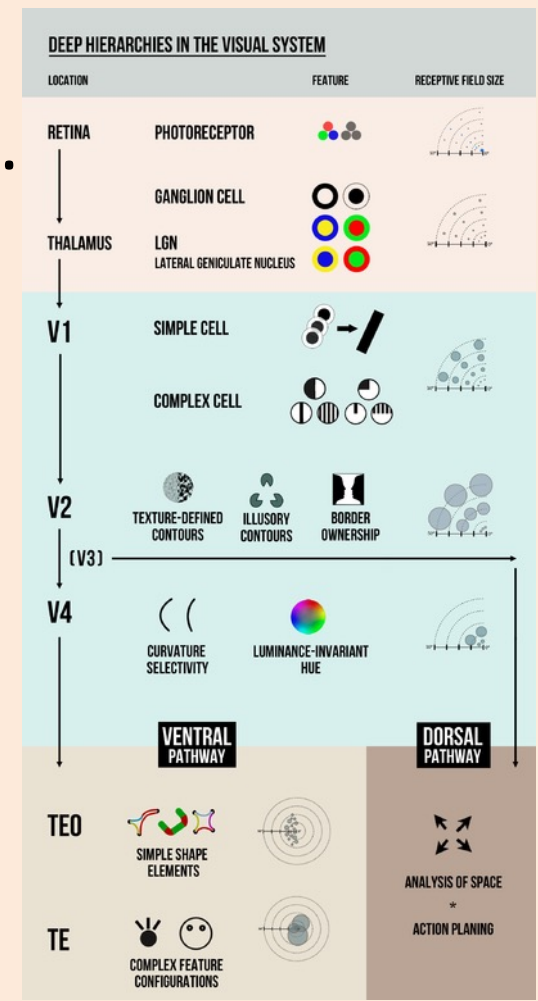 DEEP HIERARCHIES IN THE VISUAL SYSTEM
LOCATION FEATURE RECEPTIVE FIELD SIZE
RETINA PHOTORECEPTOR
GANGLION CELL
THALAMUS LGN
LATERAL GENICULATE NUCLEUS
V1 SIMPLE CELL
COMPLEX CELL
V2
TEXTURE-DEFINED CONTOURS
ILLUSORY CONTOURS
BORDER OWNERSHIP
(V3)
V4
CURVATURE SELECTIVITY
LUMINANCE-INVARIANT HUE
VENTRAL PATHWAY
DORSAL PATHWAY
TEO
SIMPLE SHAPE ELEMENTS
ANALYSIS OF SPACE
*
ACTION PLANING
TE
COMPLEX FEATURE CONFIGURATIONS